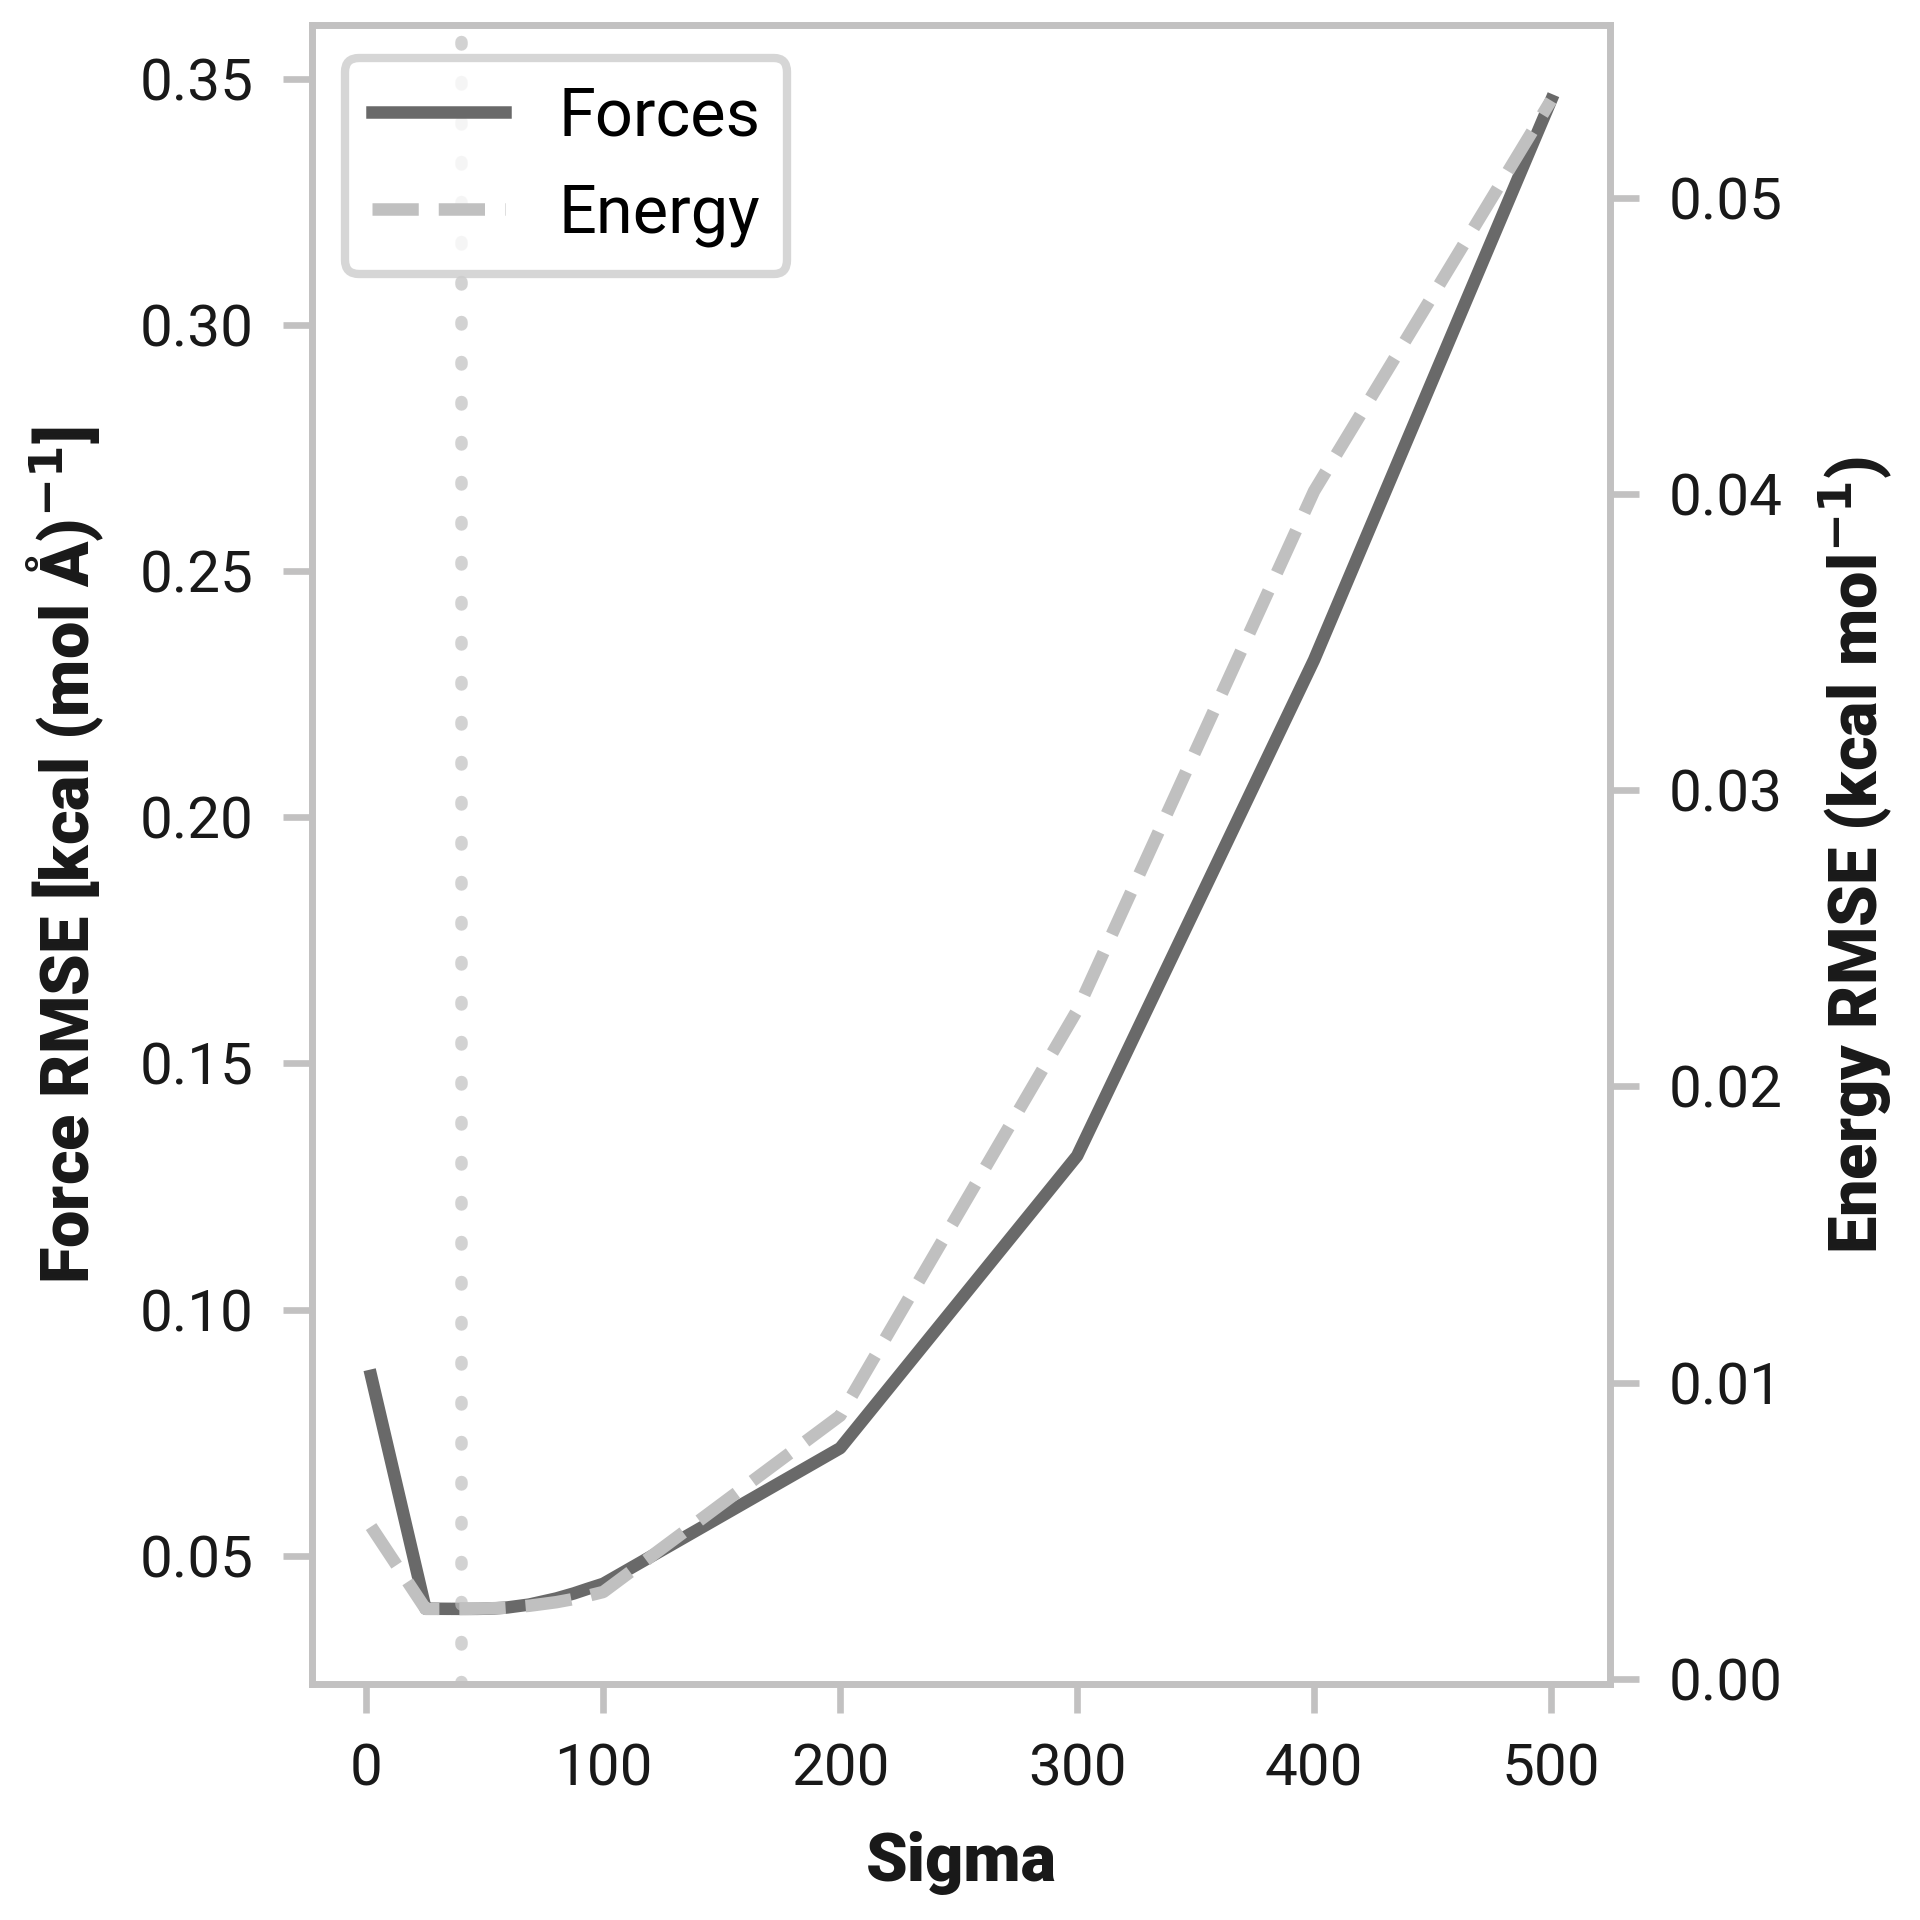 Forces
Energy
Force RMSE [kcal (mol Å)⁻¹]
0.35
0.30
0.25
0.20
0.15
0.10
0.05
0.05
0.04
0.03
0.02
0.01
0.00
Energy RMSE (kcal mol⁻¹)
0 100 200 300 400 500
Sigma